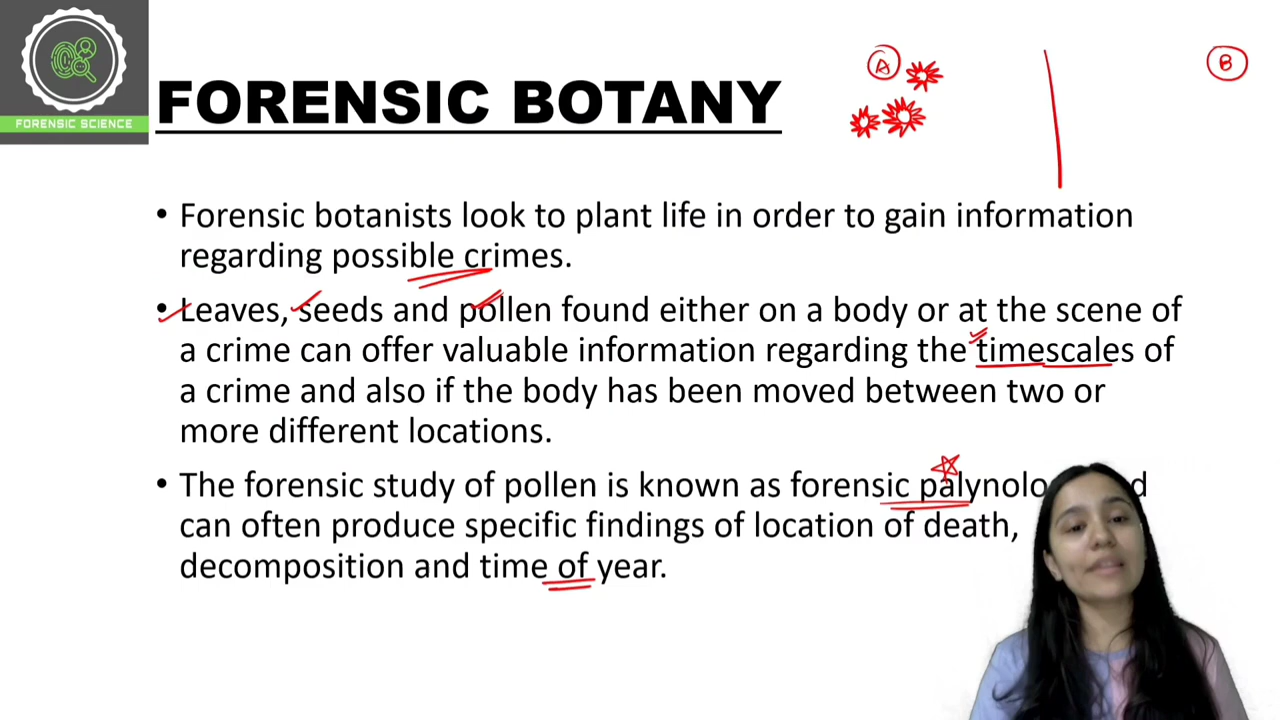 FORENSIC SCIENCE
FORENSIC BOTANY
A
B
• Forensic botanists look to plant life in order to gain information
regarding possible crimes.
• Leaves, seeds and pollen found either on a body or at the scene of
a crime can offer valuable information regarding the timescales of
a crime and also if the body has been moved between two or
more different locations.
• The forensic study of pollen is known as forensic
can often produce specific findings of location of death,
decomposition and time of year.